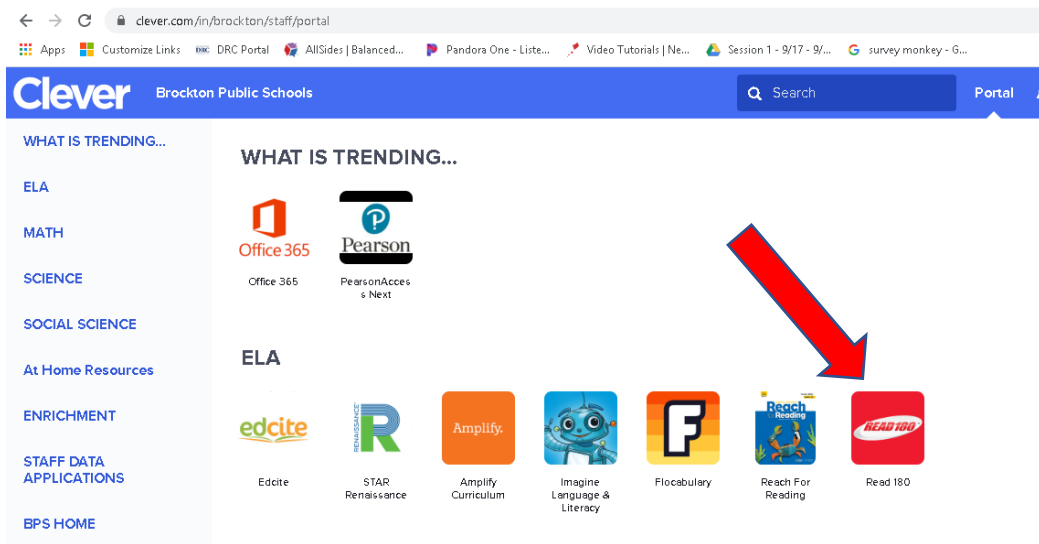 clever.com/in/brockton/staff/portal
Apps Customize Links DRC DRC Portal AllSides | Balanced... Pandora One - Liste... Video Tutorials | Ne... Session 1 - 9/17 - 9/... G survey monkey - G...
Clever Brockton Public Schools Search Portal
WHAT IS TRENDING...
ELA
MATH
SCIENCE
SOCIAL SCIENCE
At Home Resources
ENRICHMENT
STAFF DATA
APPLICATIONS
BPS HOME
WHAT IS TRENDING...
Office 365 Pearson
Office 365 PearsonAcces
s Next
ELA
edcite RENAISSANCE R Amplify. F Reach for Reading READ 180
Edcite STAR
Renaissance Amplify
Curriculum Imagine
Language &
Literacy Flocabulary Reach For
Reading Read 180